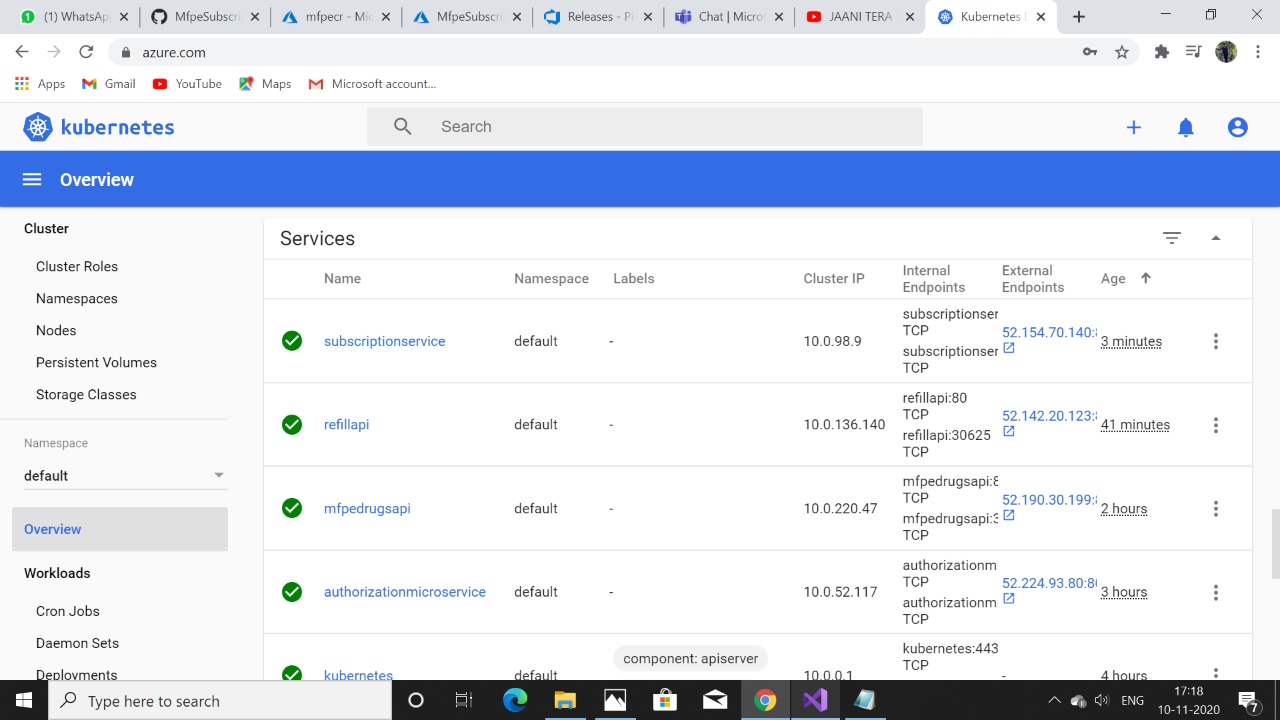 (1) WhatsApp
MfpeSubscri
mfpecr - Mic
MfpeSubscri
Releases - Pi
Chat | Micros
JAANI TERA
Kubernetes D
azure.com
Apps
Gmail
YouTube
Maps
Microsoft account...
kubernetes
Search
Overview
Cluster
Cluster Roles
Namespaces
Nodes
Persistent Volumes
Storage Classes
Namespace
default
Overview
Workloads
Cron Jobs
Daemon Sets
Deployments
Services
Name Namespace Labels Cluster IP Internal Endpoints External Endpoints Age
subscriptionservice default - 10.0.98.9
subscriptionser
TCP
subscriptionser
TCP
52.154.70.140:8
3 minutes
refillapi default - 10.0.136.140
refillapi:80
TCP
refillapi:30625
TCP
52.142.20.123:8
41 minutes
mfpedrugsapi default - 10.0.220.47
mfpedrugsapi:8
TCP
mfpedrugsapi:3
TCP
52.190.30.199:8
2 hours
authorizationmicroservice default - 10.0.52.117
authorizationm
TCP
authorizationm
TCP
52.224.93.80:80
3 hours
kubernetes default component: apiserver 10.0.0.1
kubernetes:443
TCP
-
4 hours
Type here to search
ENG
17:18
10-11-2020
7